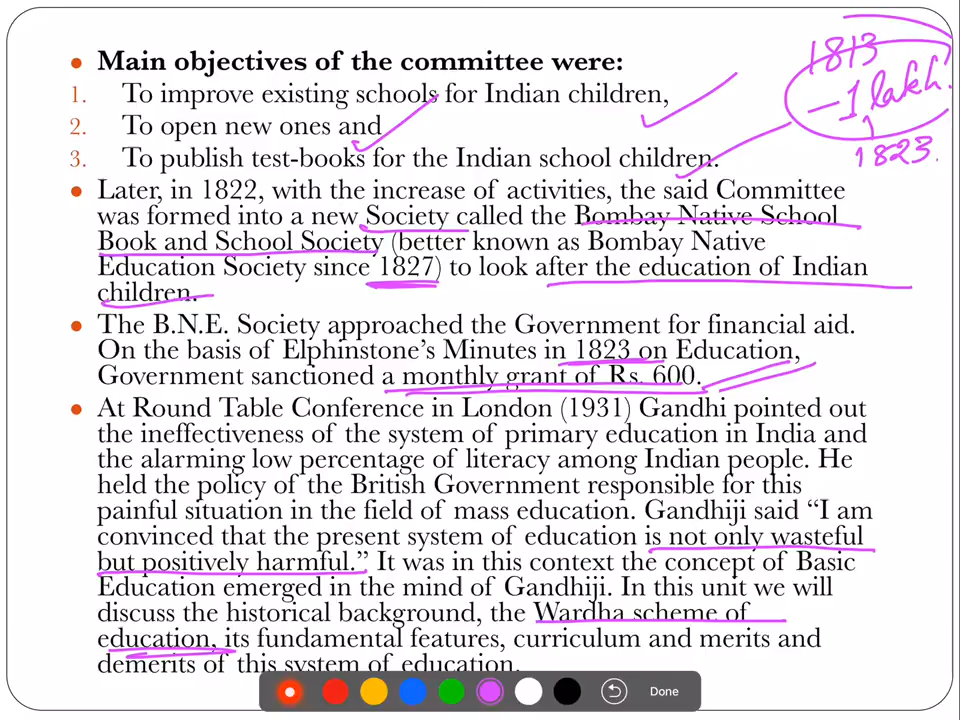 Main objectives of the committee were:
1. To improve existing schools for Indian children,
2. To open new ones and
3. To publish test-books for the Indian school children.
Later, in 1822, with the increase of activities, the said Committee
was formed into a new Society called the Bombay Native School
Book and School Society (better known as Bombay Native
Education Society since 1827) to look after the education of Indian
children.
The B.N.E. Society approached the Government for financial aid.
On the basis of Elphinstone's Minutes in 1823 on Education,
Government sanctioned a monthly grant of Rs. 600.
At Round Table Conference in London (1931) Gandhi pointed out
the ineffectiveness of the system of primary education in India and
the alarming low percentage of literacy among Indian people. He
held the policy of the British Government responsible for this
painful situation in the field of mass education. Gandhiji said “I am
convinced that the present system of education is not only wasteful
but positively harmful.” It was in this context the concept of Basic
Education emerged in the mind of Gandhiji. In this unit we will
discuss the historical background, the Wardha scheme of
education, its fundamental features, curriculum and merits and
demerits of this system of education.
1813
– 1 lakh.
1823.
Done